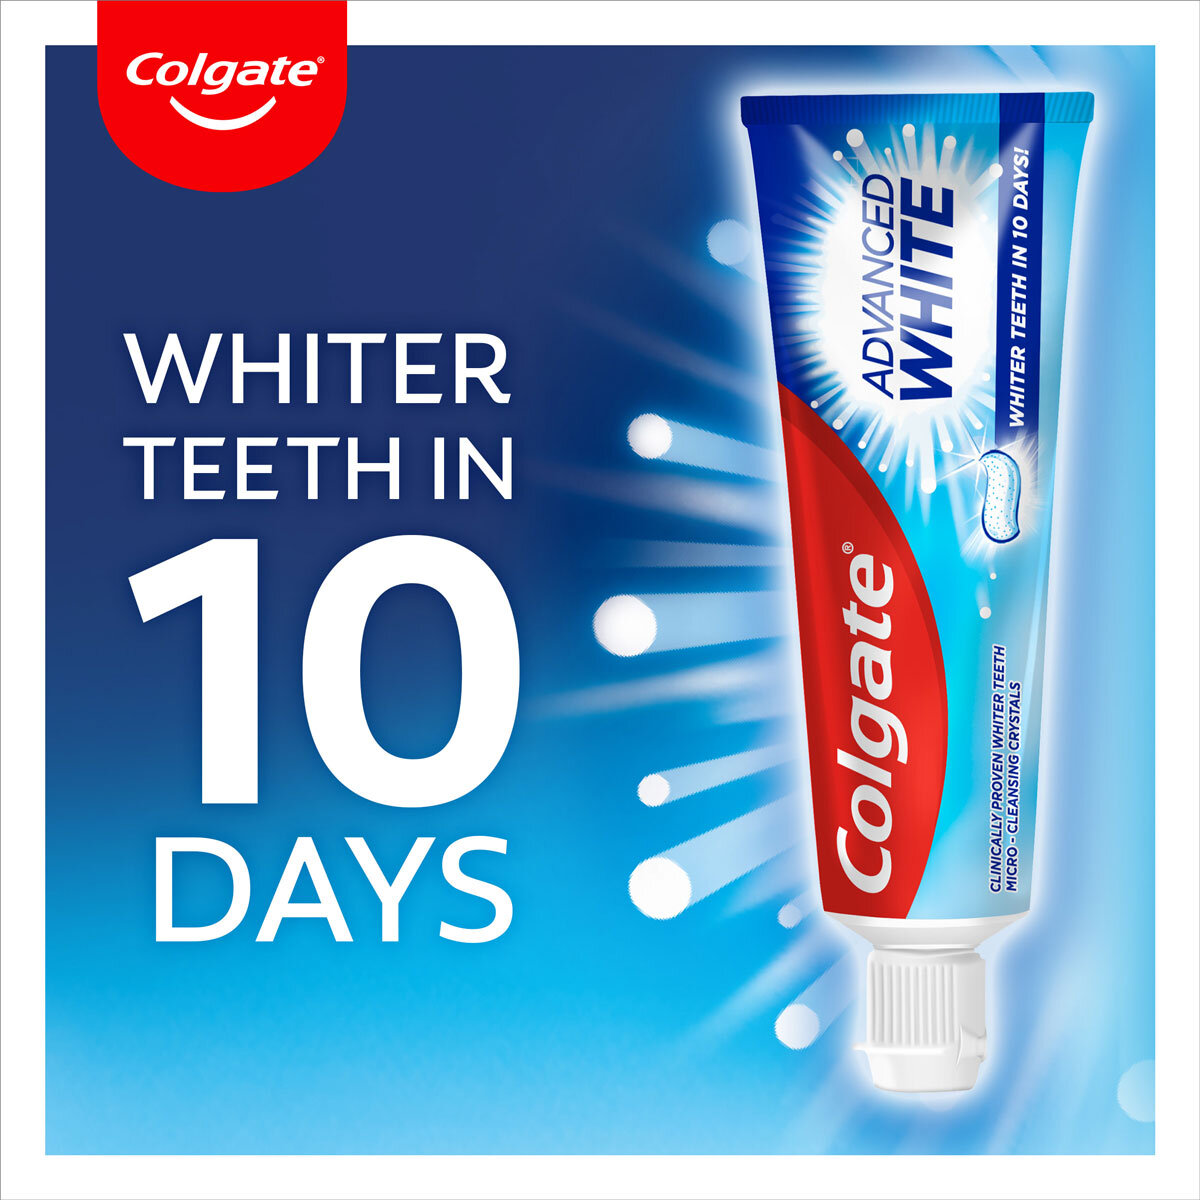 Colgate®
WHITER
TEETH IN
10
DAYS
ADVANCED
WHITE
WHITER TEETH IN 10 DAYS!
Colgate®
CLINICALLY PROVEN WHITER TEETH
MICRO - CLEANSING CRYSTALS